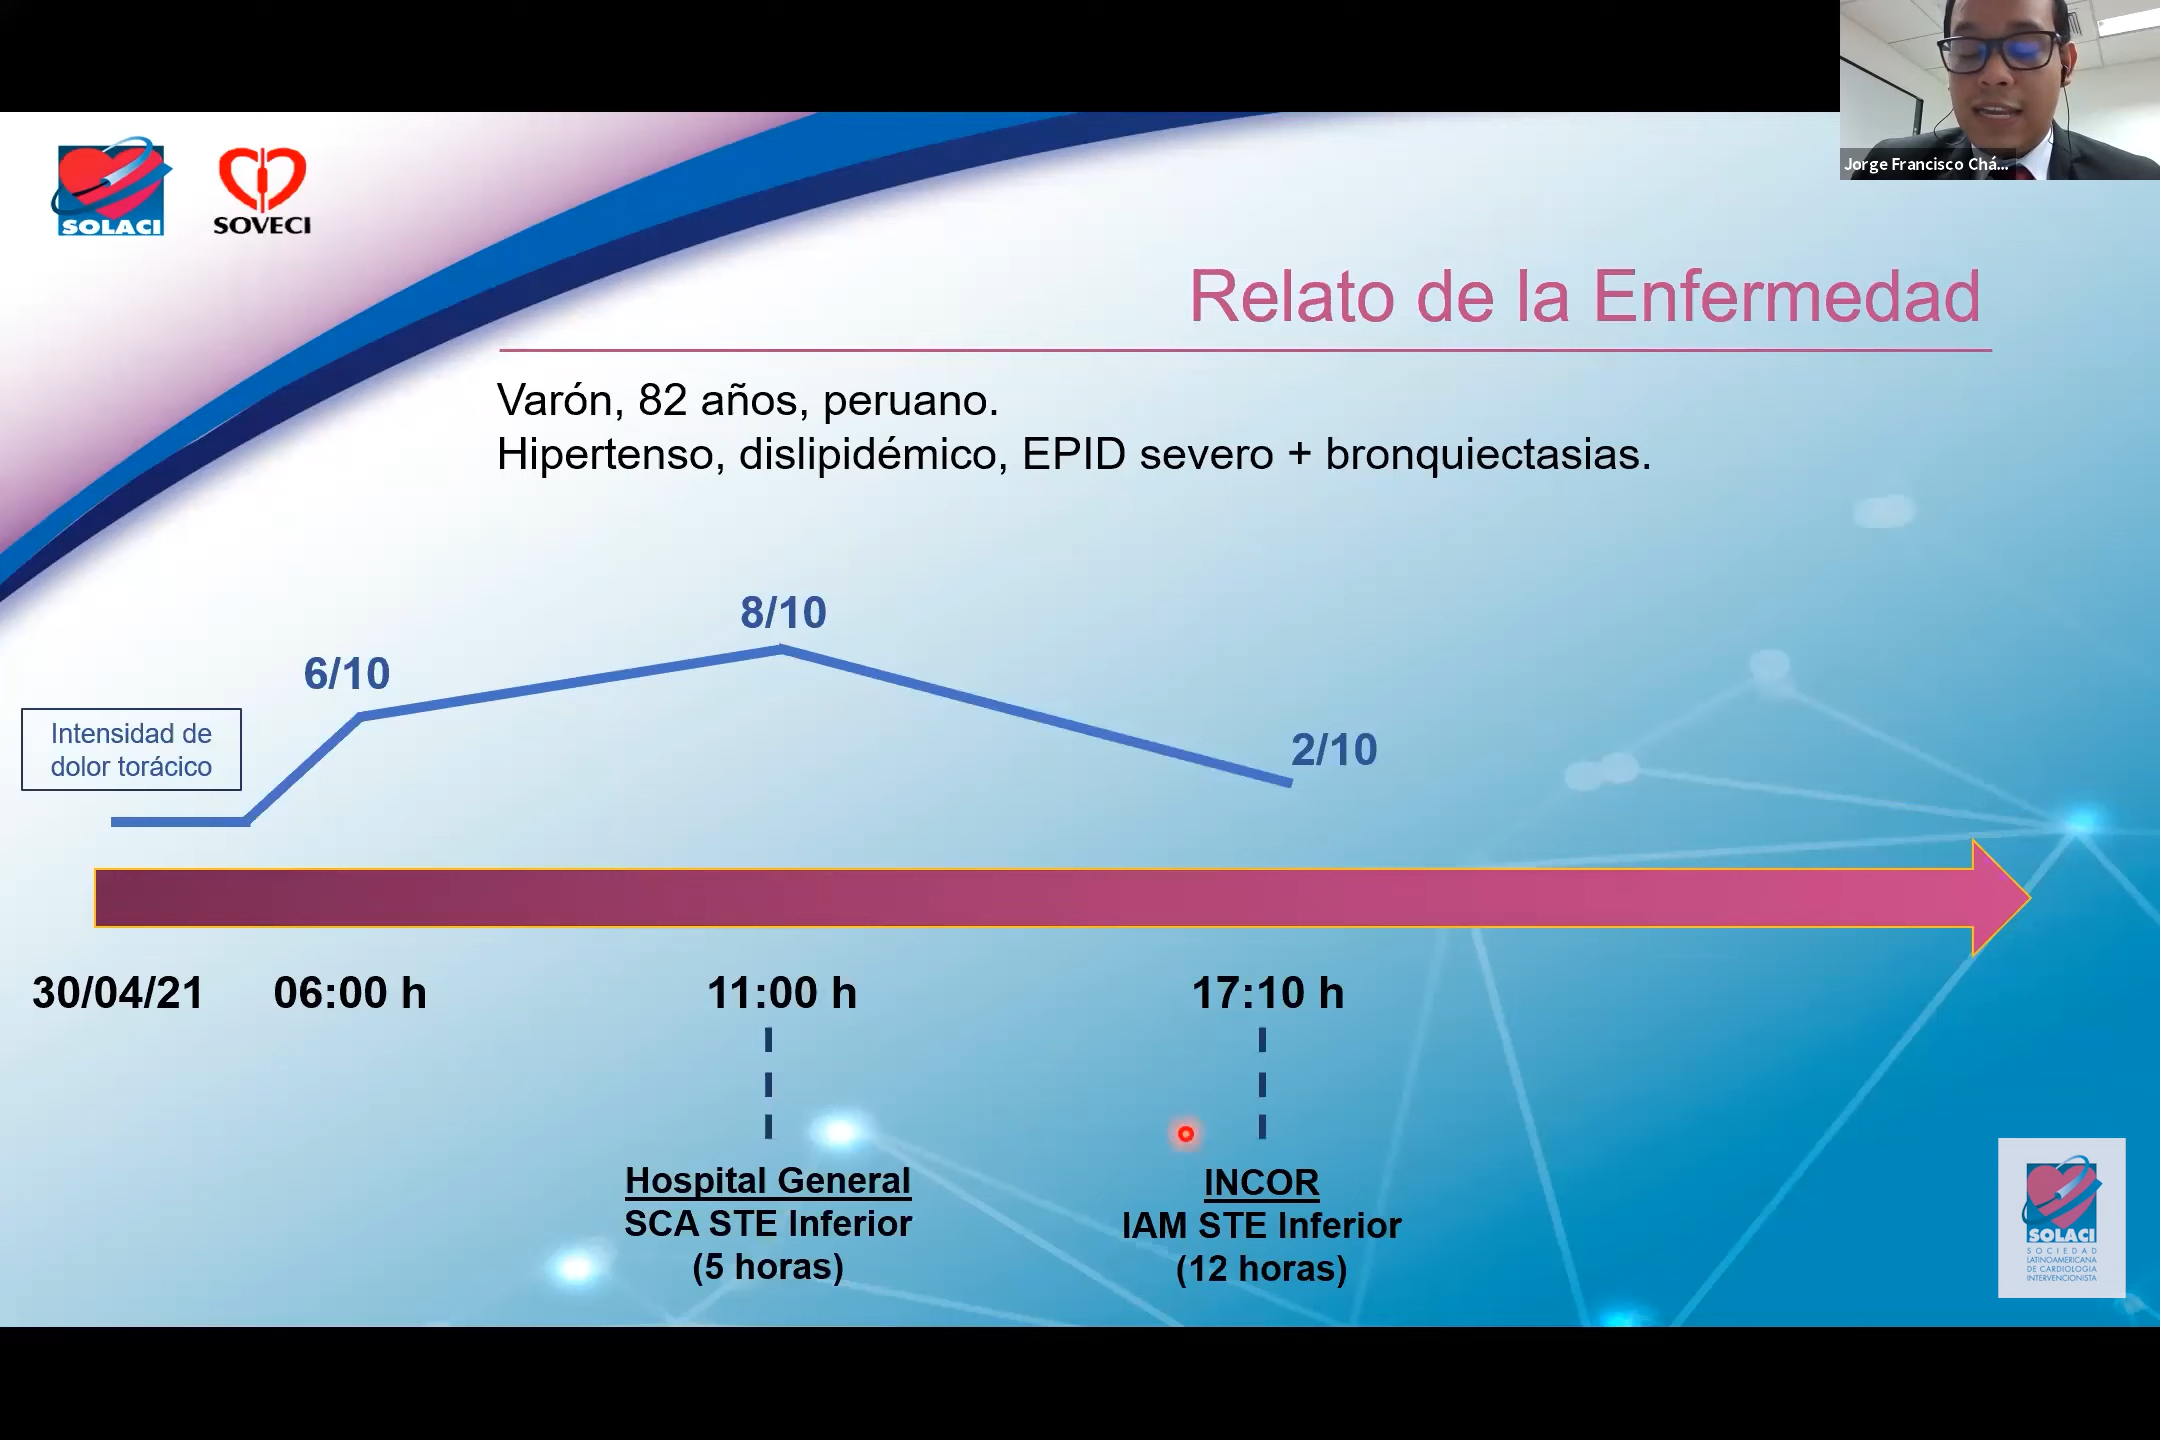 Jorge Francisco Chá...
SOLACI
SOVECI
Relato de la Enfermedad
Varón, 82 años, peruano.
Hipertenso, dislipidémico, EPID severo + bronquiectasias.
8/10
6/10
Intensidad de
dolor torácico
2/10
30/04/21 06:00 h 11:00 h 17:10 h
Hospital General
SCA STE Inferior
(5 horas)
INCOR
IAM STE Inferior
(12 horas)
SOLACI
SOCIEDAD
LATINOAMERICANA
DE CARDIOLOGIA
INTERVENCIONISTA